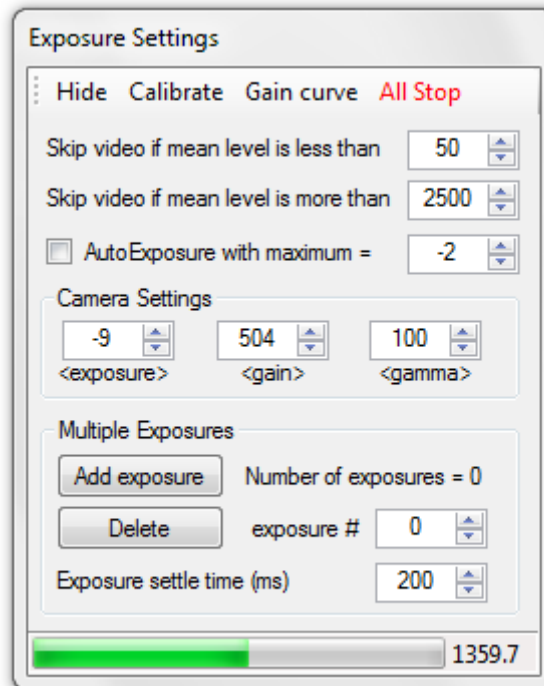 Exposure Settings
Hide Calibrate Gain curve All Stop
Skip video if mean level is less than 50
Skip video if mean level is more than 2500
AutoExposure with maximum = -2
Camera Settings
-9 504 100
<exposure> <gain> <gamma>
Multiple Exposures
Add exposure Number of exposures = 0
Delete exposure # 0
Exposure settle time (ms) 200
1359.7